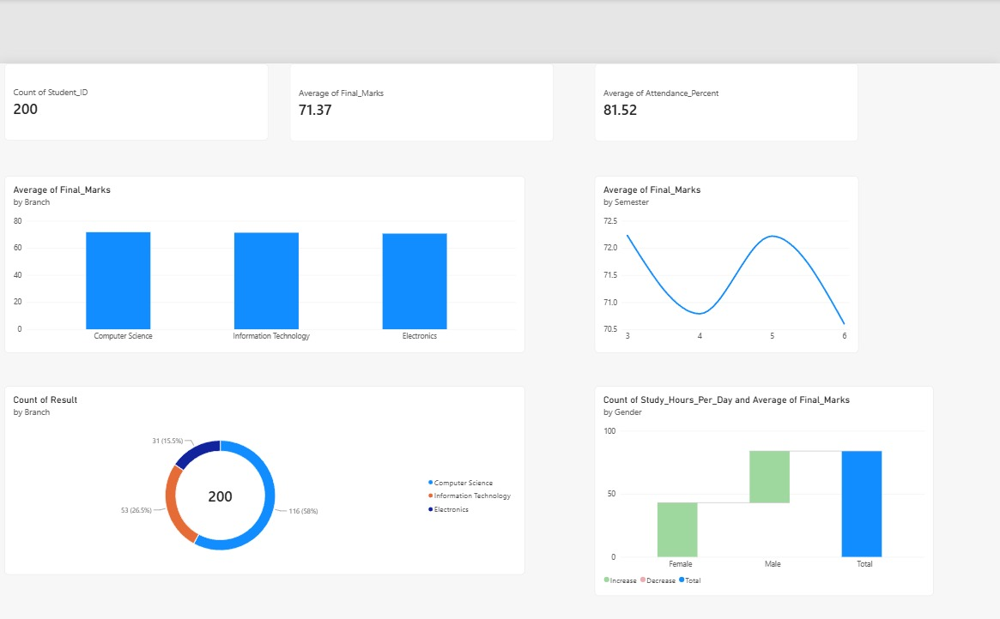 Count of Student_ID
200
Average of Final_Marks
71.37
Average of Attendance_Percent
81.52
Average of Final_Marks
by Branch
80
60
40
20
0
Computer Science
Information Technology
Electronics
Average of Final_Marks
by Semester
72.5
72.0
71.5
71.0
70.5
3
4
5
6
Count of Result
by Branch
31 (15.5%)
53 (26.5%)
200
116 (58%)
Computer Science
Information Technology
Electronics
Count of Study_Hours_Per_Day and Average of Final_Marks
by Gender
100
50
0
Female
Male
Total
Increase Decrease Total